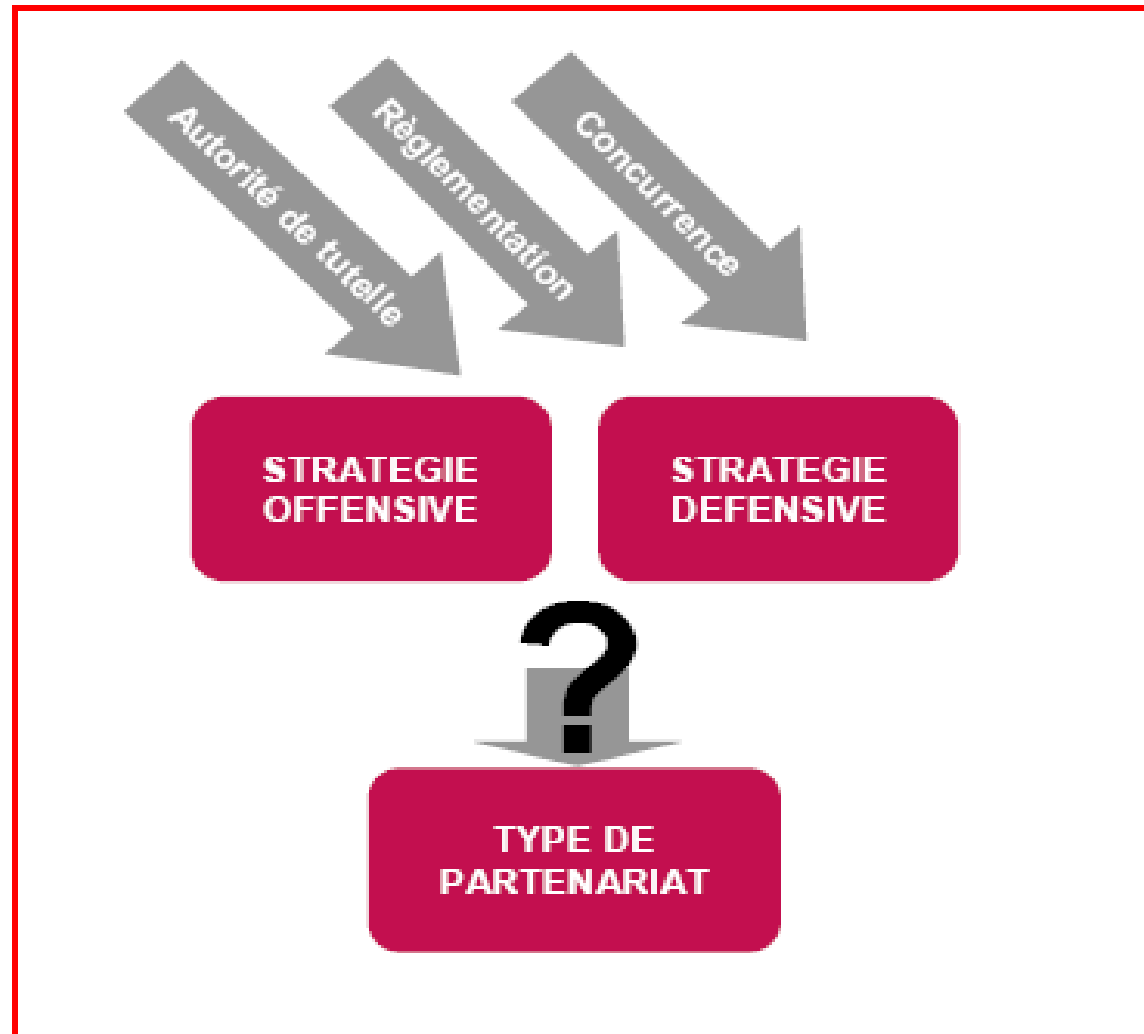 Autorité de tutelle
Règlementation
Concurrence
STRATEGIE
OFFENSIVE
STRATEGIE
DEFENSIVE
?
TYPE DE
PARTENARIAT